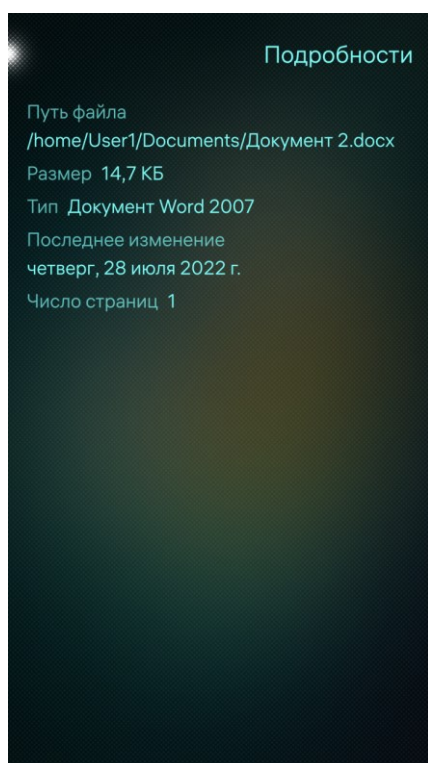 Подробности
Путь файла
/home/User1/Documents/Документ 2.docx
Размер 14,7 КБ
Тип Документ Word 2007
Последнее изменение
четверг, 28 июля 2022 г.
Число страниц 1